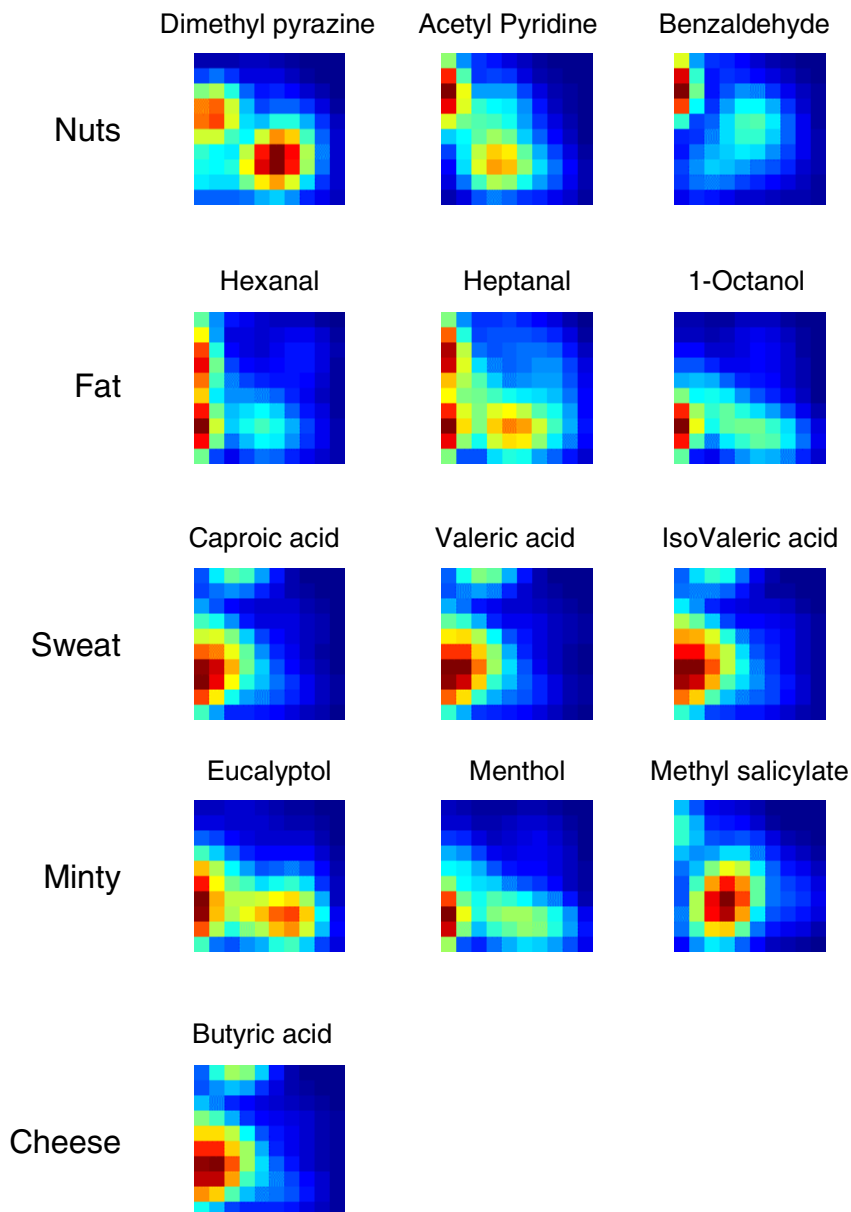 Dimethyl pyrazine Acetyl Pyridine Benzaldehyde
Nuts
Hexanal Heptanal 1-Octanol
Fat
Caproic acid Valeric acid IsoValeric acid
Sweat
Eucalyptol Menthol Methyl salicylate
Minty
Butyric acid
Cheese